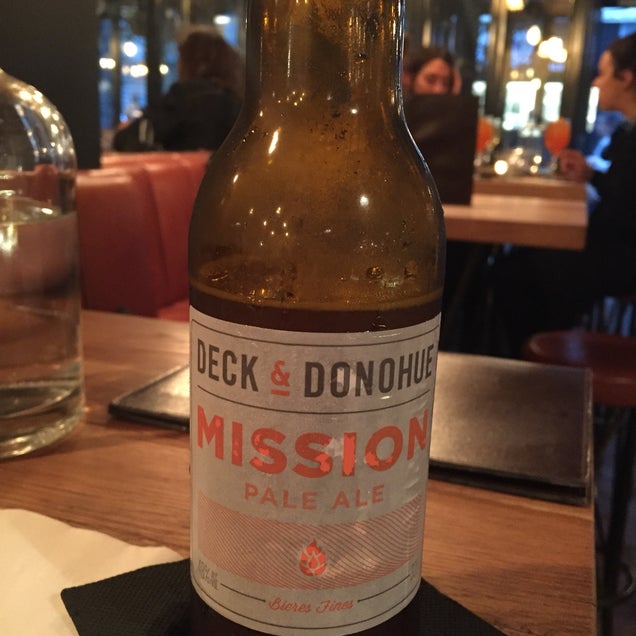 DECK & DONOHUE
MISSION
PALE ALE
Bières Fines